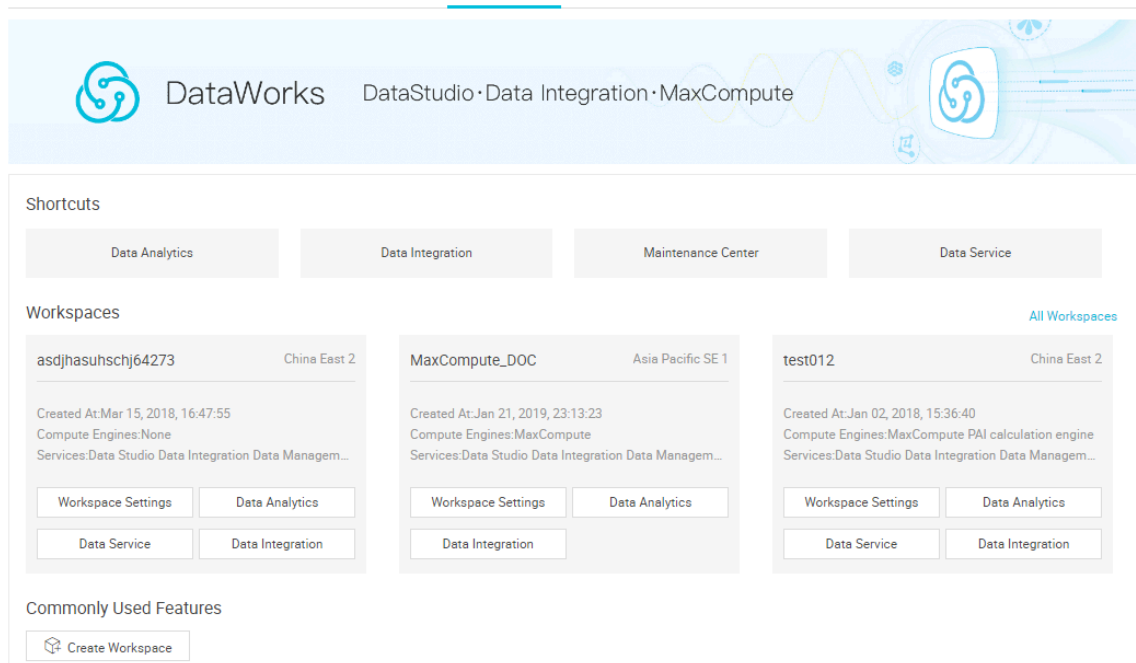 DataWorks DataStudio·Data Integration·MaxCompute
Shortcuts
Data Analytics
Data Integration
Maintenance Center
Data Service
Workspaces
All Workspaces
asdjhasuhschj64273
China East 2
Created At:Mar 15, 2018, 16:47:55
Compute Engines:None
Services:Data Studio Data Integration Data Managem...
Workspace Settings
Data Analytics
Data Service
Data Integration
MaxCompute_DOC
Asia Pacific SE 1
Created At:Jan 21, 2019, 23:13:23
Compute Engines:MaxCompute
Services:Data Studio Data Integration Data Managem...
Workspace Settings
Data Analytics
Data Integration
test012
China East 2
Created At:Jan 02, 2018, 15:36:40
Compute Engines:MaxCompute PAI calculation engine
Services:Data Studio Data Integration Data Managem...
Workspace Settings
Data Analytics
Data Service
Data Integration
Commonly Used Features
Create Workspace